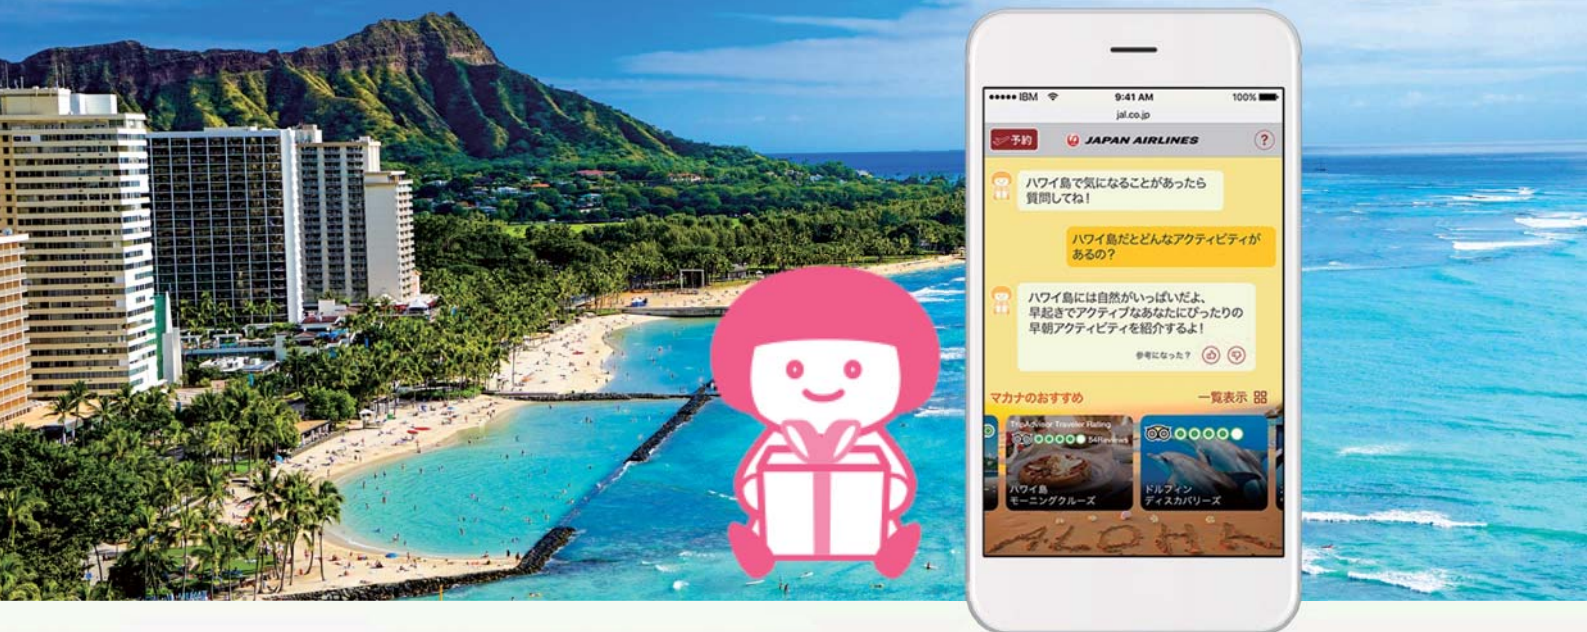 IBM
9:41 AM
100%
jal.co.jp
予約
JAPAN AIRLINES
?
ハワイ島で気になることがあったら
質問してね!
ハワイ島だとどんなアクティビティが
あるの?
ハワイ島には自然がいっぱいだよ、
早起きでアクティブなあなたにぴったりの
早朝アクティビティを紹介するよ!
参考になった?
マカナのおすすめ
一覧表示
TripAdvisor Traveler Rating
54Reviews
ハワイ島
モーニングクルーズ
ドルフィン
ディスカバリーズ
ALOHA